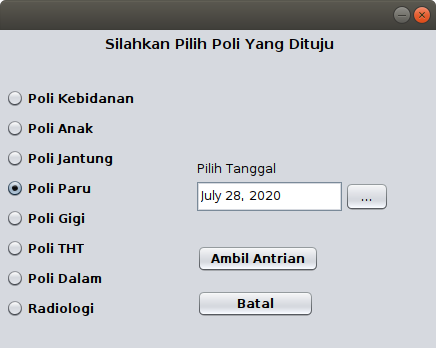 Silahkan Pilih Poli Yang Dituju
Poli Kebidanan
Poli Anak
Poli Jantung
Poli Paru
Poli Gigi
Poli THT
Poli Dalam
Radiologi
Pilih Tanggal
July 28, 2020
...
Ambil Antrian
Batal